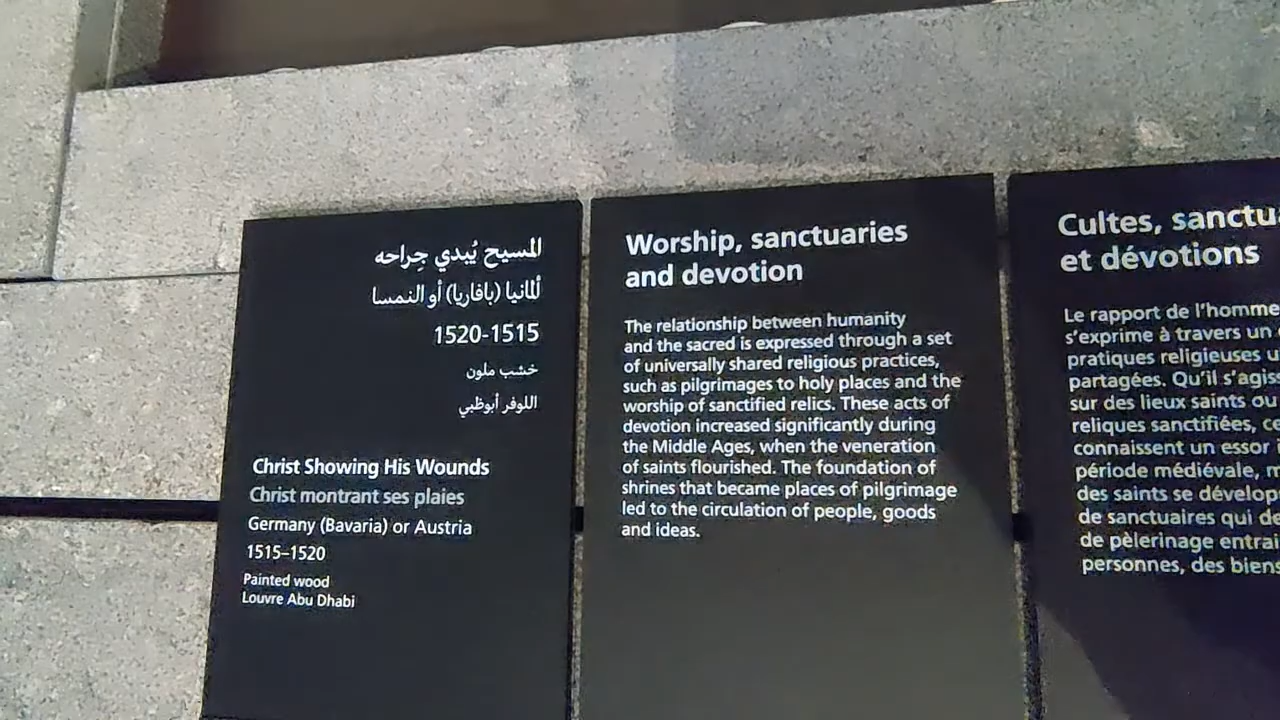 المسيح يُبدي جِراحه
ألمانيا (بافاريا) أو النمسا
1520-1515
خشب ملون
اللوفر أبوظبي
Christ Showing His Wounds
Christ montrant ses plaies
Germany (Bavaria) or Austria
1515–1520
Painted wood
Louvre Abu Dhabi
Worship, sanctuaries
and devotion
The relationship between humanity
and the sacred is expressed through a set
of universally shared religious practices,
such as pilgrimages to holy places and the
worship of sanctified relics. These acts of
devotion increased significantly during
the Middle Ages, when the veneration
of saints flourished. The foundation of
shrines that became places of pilgrimage
led to the circulation of people, goods
and ideas.
Cultes,
et dévotions
Le rapport de l'homme
s'exprime à travers un
pratiques religieuses
partagées. Qu'il
sur des lieux saints ou
reliques sanctifiées,
connaissent un essor
période médiévale,
des saints se
de sanctuaires qui
de pèlerinage
personnes, des biens